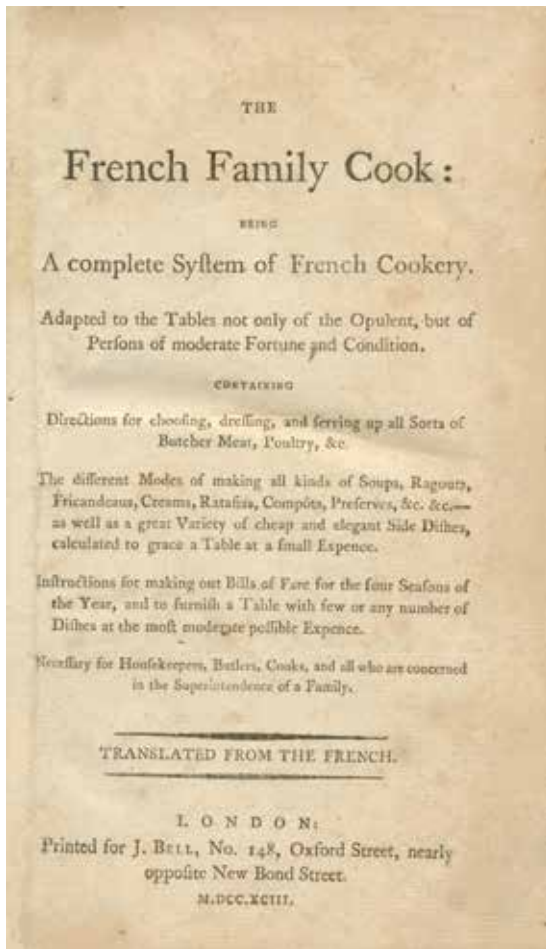 THE
French Family Cook:
BEING
A complete Syſtem of French Cookery.
Adapted to the Tables not only of the Opulent, but of
Perſons of moderate Fortune and Condition.
CONTAINING
Directions for chooſing, dreſſing, and ſerving up all Sorts of
Butcher Meat, Poultry, &c.
The different Modes of making all kinds of Soups, Ragouts,
Fricandeaus, Creams, Ratafias, Compôts, Preſerves, &c. &c.—
as well as a great Variety of cheap and elegant Side Diſhes,
calculated to grace a Table at a ſmall Expence.
Inſtructions for making out Bills of Fare for the four Seaſons of
the Year, and to furniſh a Table with few or any number of
Diſhes at the moſt moderate poſſible Expence.
Neceſſary for Houſekeepers, Butlers, Cooks, and all who are concerned
in the Superintendence of a Family.
TRANSLATED FROM THE FRENCH.
LONDON:
Printed for J. BELL, No. 148, Oxford Street, nearly
oppoſite New Bond Street.
M.DCC.XCIII.